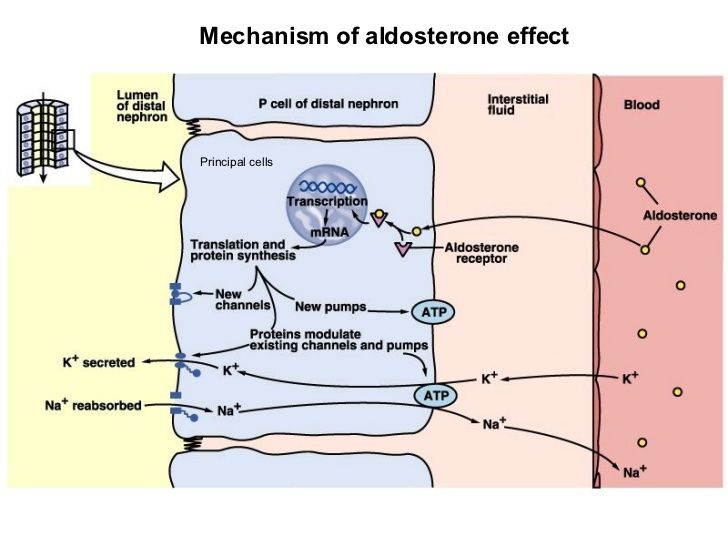 Mechanism of aldosterone effect
Lumen
of distal
nephron
P cell of distal nephron
Interstitial
fluid
Blood
Principal cells
Transcription
mRNA
Aldosterone
Translation and
protein synthesis
Aldosterone
receptor
New
channels
New pumps
ATP
Proteins modulate
existing channels and pumps
K⁺ secreted
K⁺
K⁺
K⁺
ATP
Na⁺ reabsorbed
Na⁺
Na⁺
Na⁺